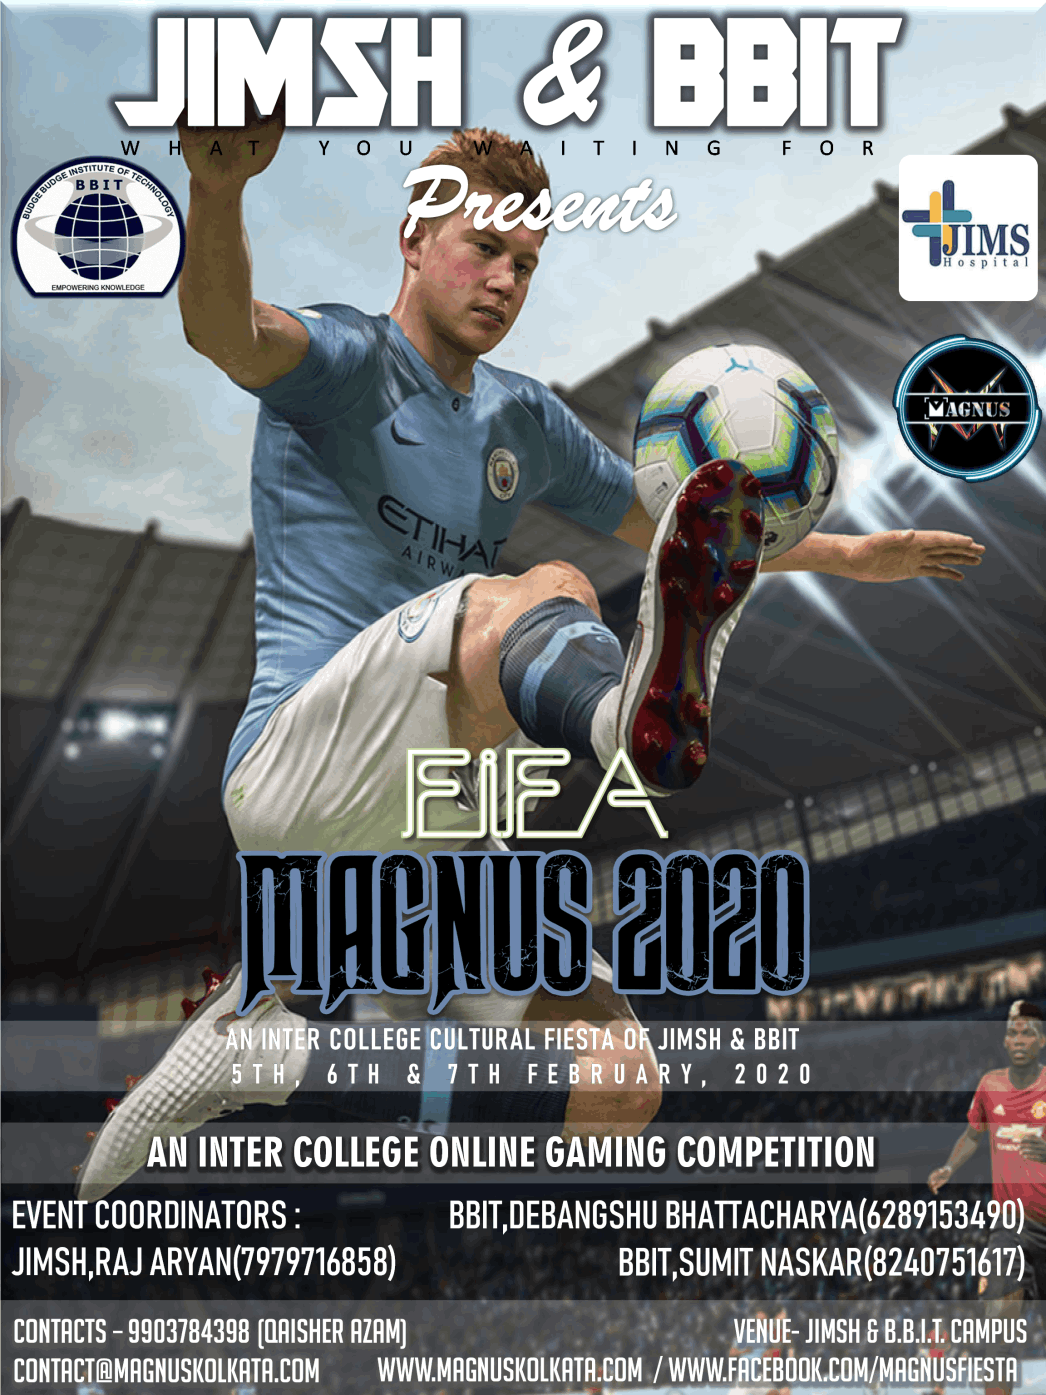 JIMSH & BBIT
WHAT YOU WAITING FOR
Presents
BUDGE BUDGE INSTITUTE OF TECHNOLOGY
BBIT
EMPOWERING KNOWLEDGE
JIMS
Hospital
MAGNUS
MANCHESTER
CITY
ETIHAD
AIRWA
FiFA
MAGNUS 2020
AN INTER COLLEGE CULTURAL FIESTA OF JIMSH & BBIT
5TH, 6TH & 7TH FEBRUARY, 2020
AN INTER COLLEGE ONLINE GAMING COMPETITION
EVENT COORDINATORS :
BBIT,DEBANGSHU BHATTACHARYA(6289153490)
JIMSH,RAJ ARYAN(7979716858)
BBIT,SUMIT NASKAR(8240751617)
CONTACTS - 9903784398 (QAISHER AZAM)
VENUE- JIMSH & B.B.I.T. CAMPUS
CONTACT@MAGNUSKOLKATA.COM
WWW.MAGNUSKOLKATA.COM / WWW.FACEBOOK.COM/MAGNUSFIESTA